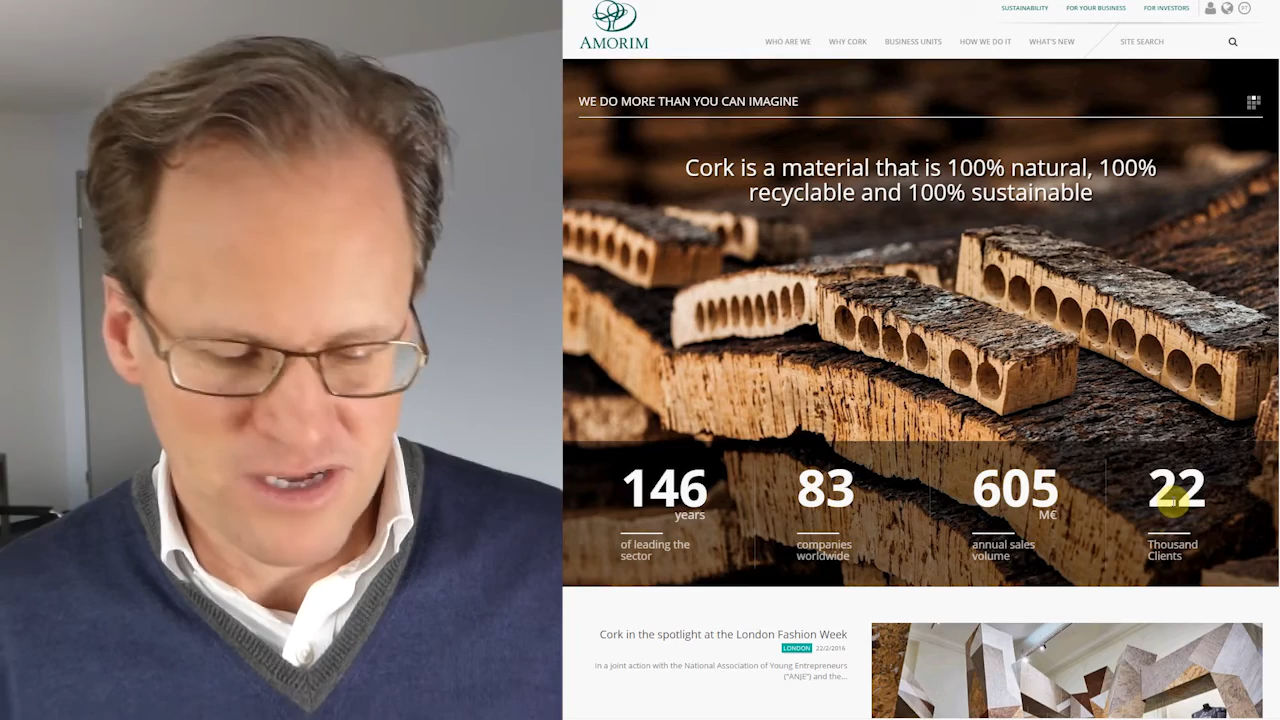 SUSTAINABILITY FOR YOUR BUSINESS FOR INVESTORS PT
AMORIM
WHO ARE WE WHY CORK BUSINESS UNITS HOW WE DO IT WHAT'S NEW SITE SEARCH
WE DO MORE THAN YOU CAN IMAGINE
Cork is a material that is 100% natural, 100%
recyclable and 100% sustainable
146 83 605 22
years M€
of leading the companies annual sales Thousand
sector worldwide volume Clients
Cork in the spotlight at the London Fashion Week
LONDON 22/2/2016
In a joint action with the National Association of Young Entrepreneurs
("ANJE") and the...